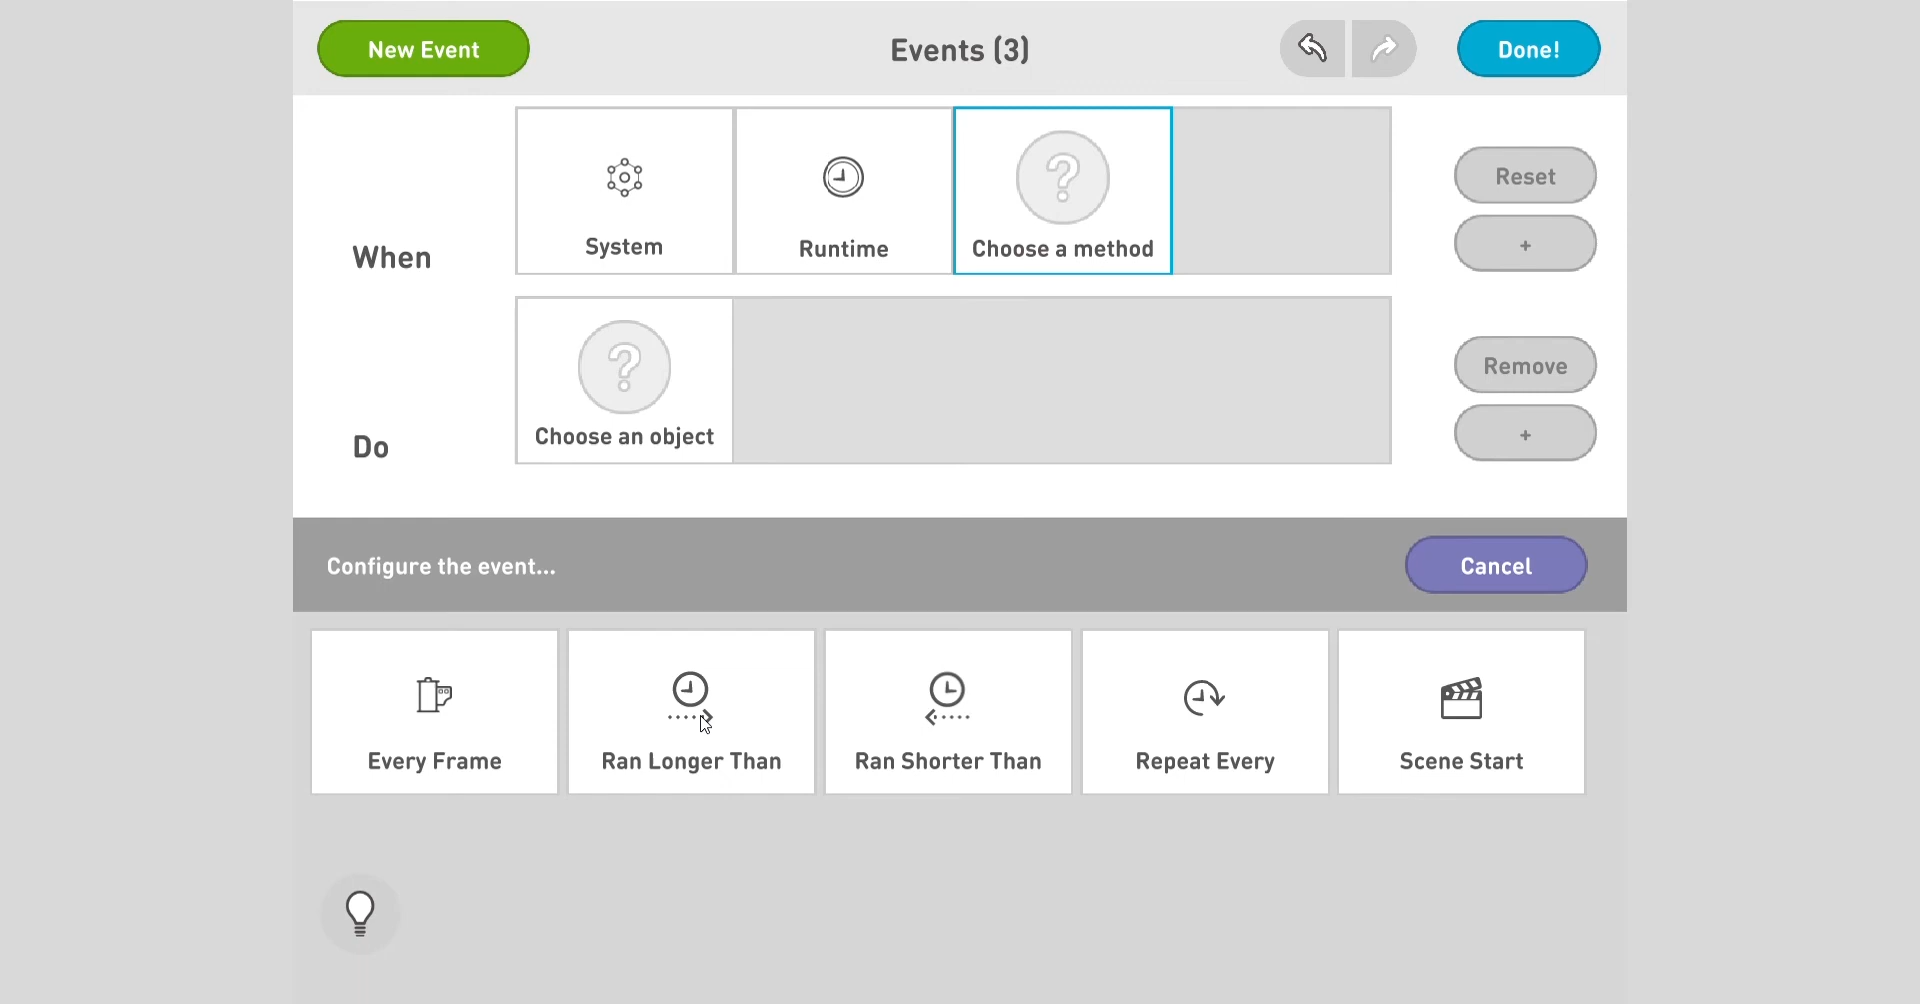 New Event
Events (3)
Done!
When
System
Runtime
?
Choose a method
Reset
+
Do
?
Choose an object
Remove
+
Configure the event...
Cancel
Every Frame
Ran Longer Than
Ran Shorter Than
Repeat Every
Scene Start